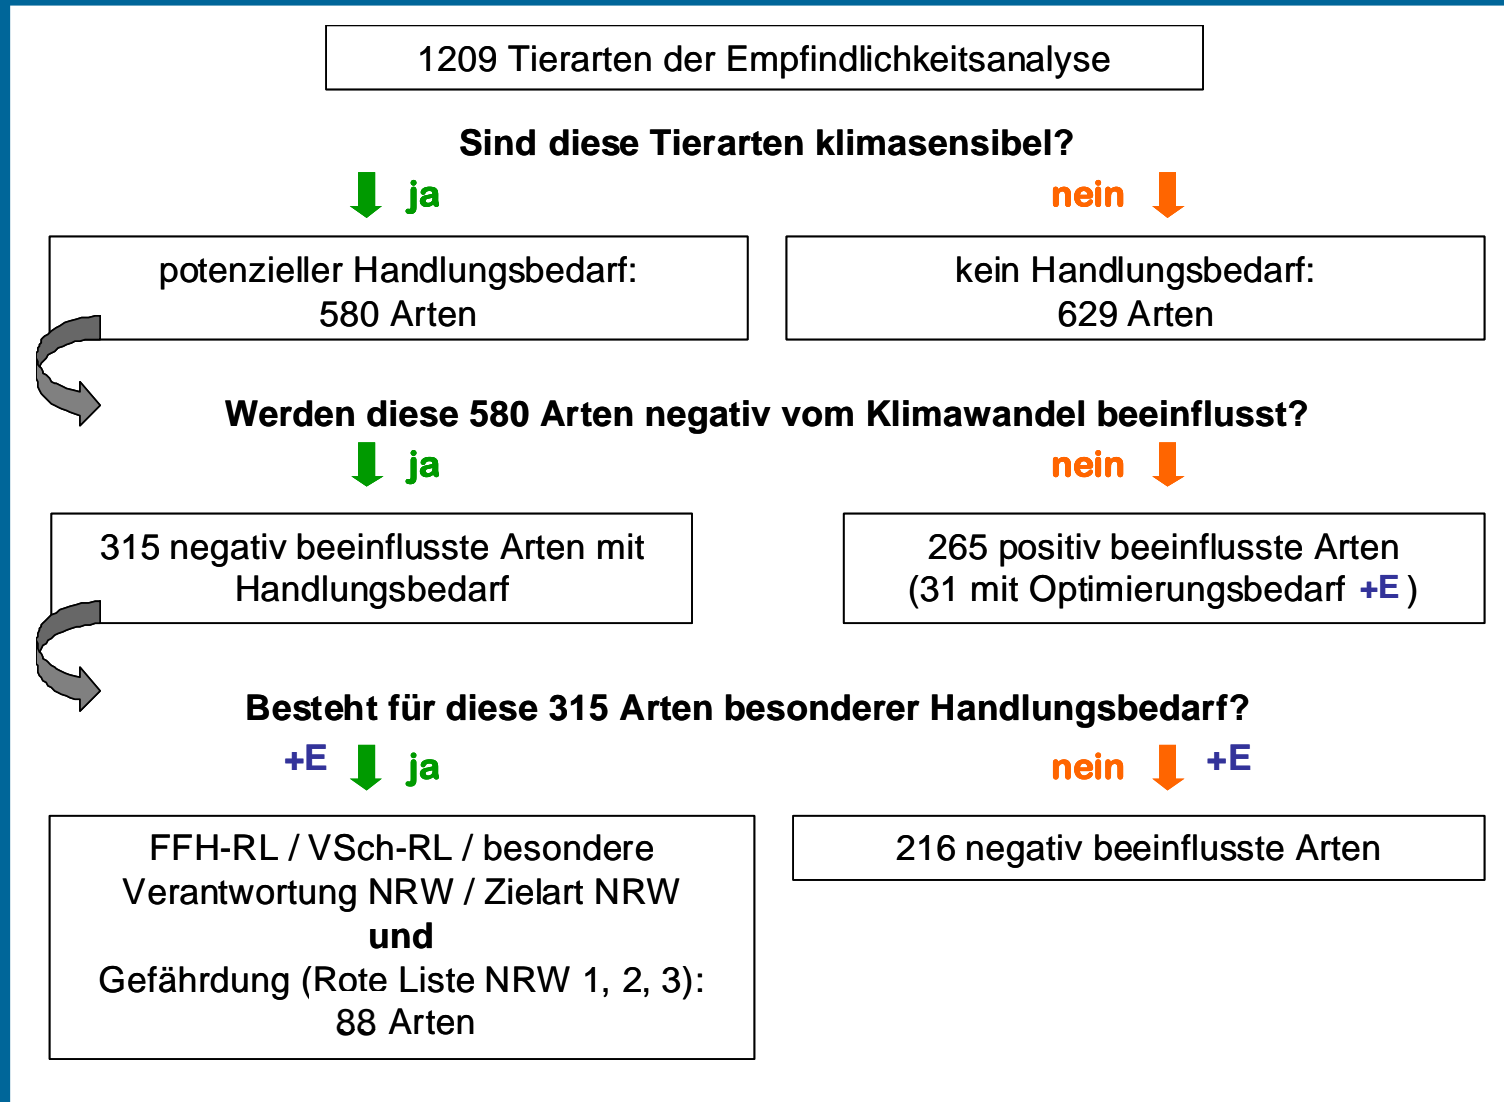 1209 Tierarten der Empfindlichkeitsanalyse
Sind diese Tierarten klimasensibel?
ja
nein
potenzieller Handlungsbedarf:
580 Arten
kein Handlungsbedarf:
629 Arten
Werden diese 580 Arten negativ vom Klimawandel beeinflusst?
ja
nein
315 negativ beeinflusste Arten mit
Handlungsbedarf
265 positiv beeinflusste Arten
(31 mit Optimierungsbedarf +E )
Besteht für diese 315 Arten besonderer Handlungsbedarf?
+E ja
nein +E
FFH-RL / VSch-RL / besondere
Verantwortung NRW / Zielart NRW
und
Gefährdung (Rote Liste NRW 1, 2, 3):
88 Arten
216 negativ beeinflusste Arten